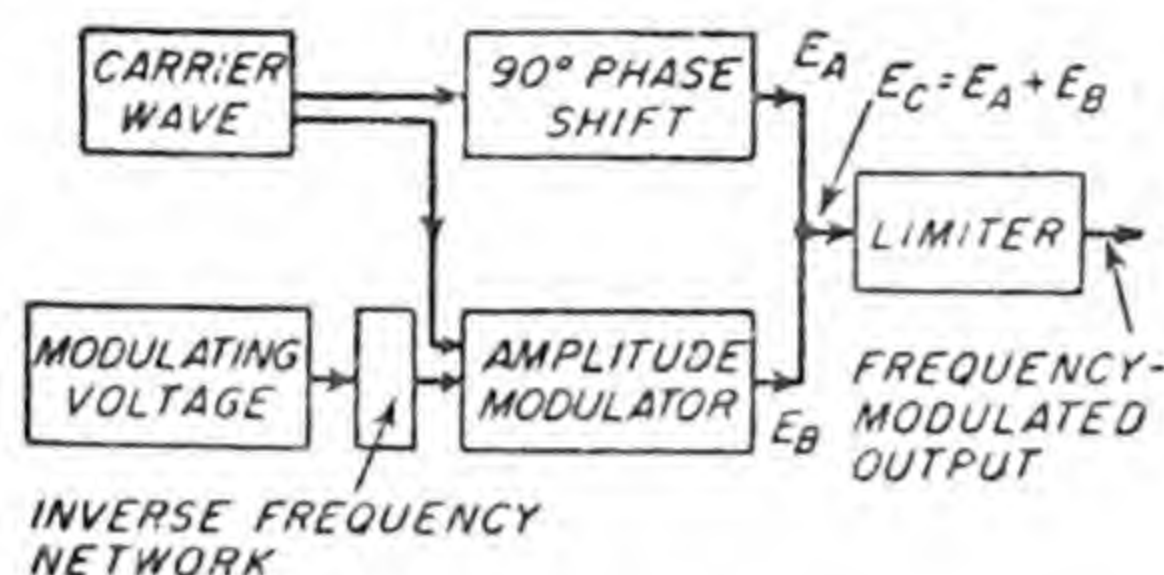 CARRIER
WAVE
90° PHASE
SHIFT
E_A
E_C = E_A + E_B
LIMITER
MODULATING
VOLTAGE
AMPLITUDE
MODULATOR
E_B
FREQUENCY-
MODULATED
OUTPUT
INVERSE FREQUENCY
NETWORK